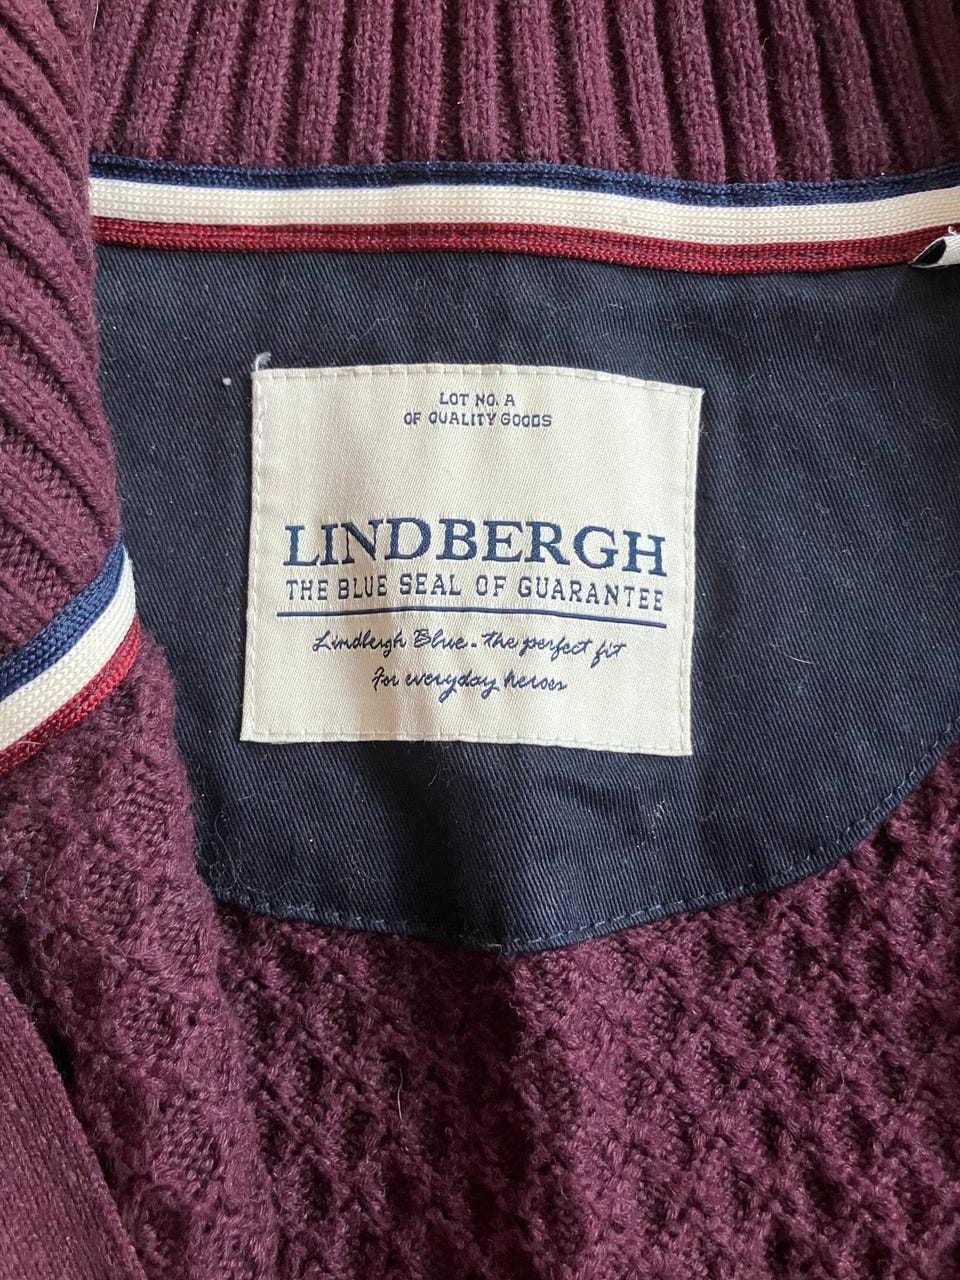 LOT NO. A
OF QUALITY GOODS
LINDBERGH
THE BLUE SEAL OF GUARANTEE
Lindbergh Blue - the perfect fit
For everyday heroes